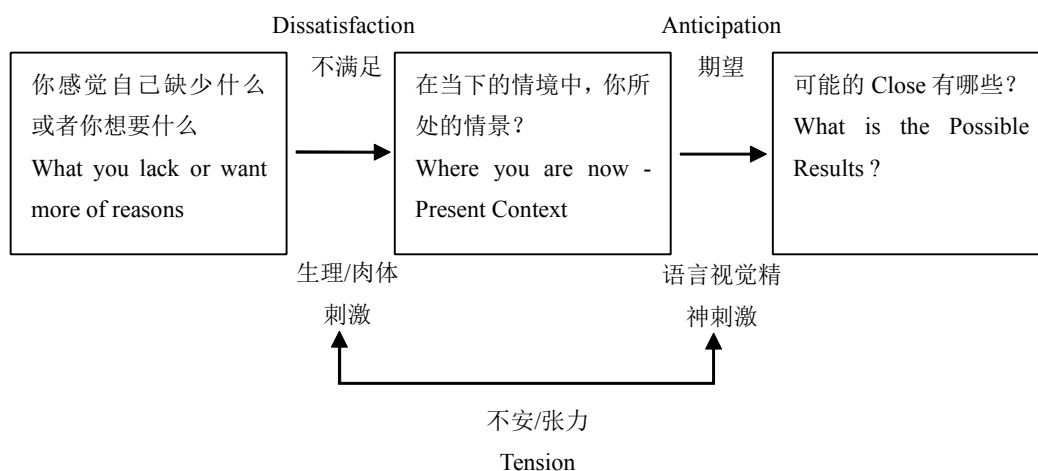 Dissatisfaction
不满足
Anticipation
期望
你感觉自己缺少什么
或者你想要什么
What you lack or want
more of reasons
在当下的情境中，你所
处的情景？
Where you are now -
Present Context
可能的 Close 有哪些？
What is the Possible
Results ?
生理/肉体
刺激
语言视觉精
神刺激
不安/张力
Tension